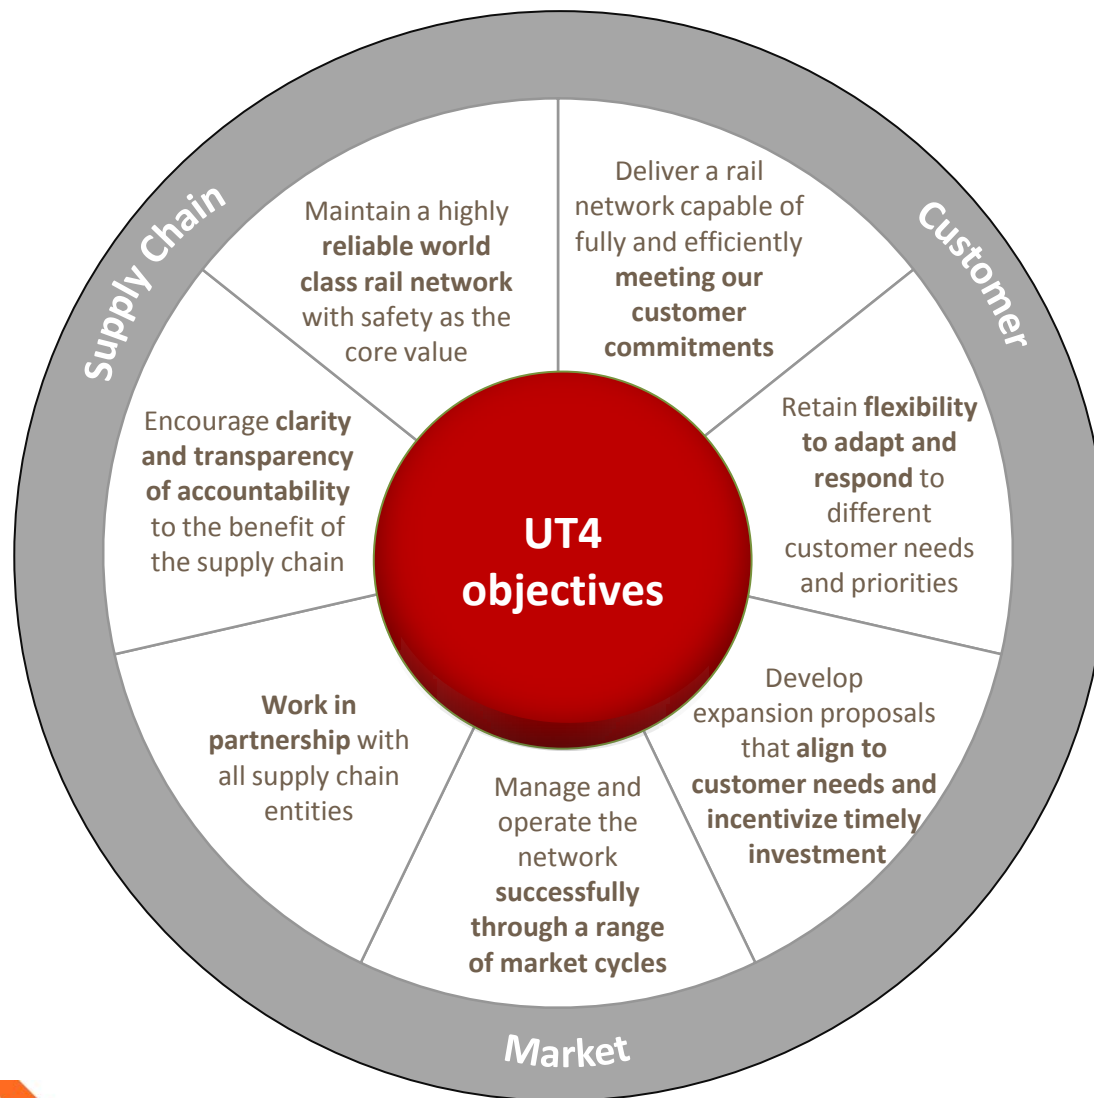 Supply Chain
Customer
Market
UT4
objectives
Deliver a rail
network capable of
fully and efficiently
meeting our
customer
commitments
Retain flexibility
to adapt and
respond to
different
customer needs
and priorities
Develop
expansion proposals
that align to
customer needs and
incentivize timely
investment
Manage and
operate the
network
successfully
through a range
of market cycles
Work in
partnership with
all supply chain
entities
Encourage clarity
and transparency
of accountability
to the benefit of
the supply chain
Maintain a highly
reliable world
class rail network
with safety as the
core value